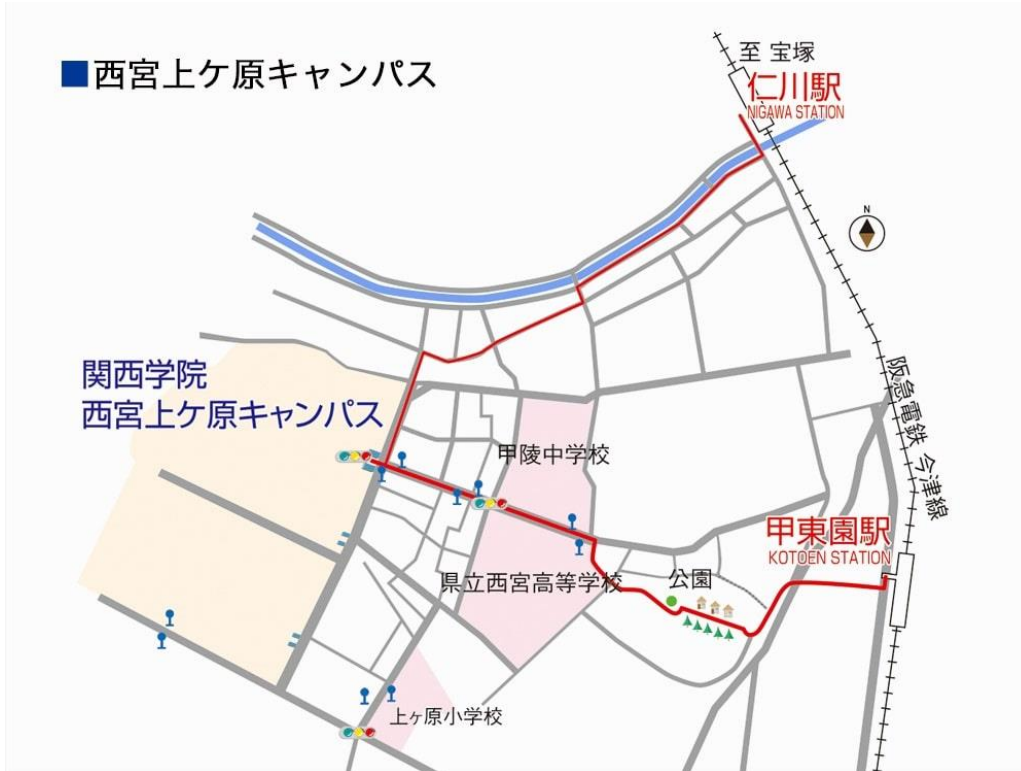 ■西宮上ケ原キャンパス
至 宝塚
仁川駅
NIGAWA STATION
N
関西学院
西宮上ケ原キャンパス
阪急電鉄 今津線
甲陵中学校
甲東園駅
KOTOEN STATION
県立西宮高等学校
公園
上ヶ原小学校